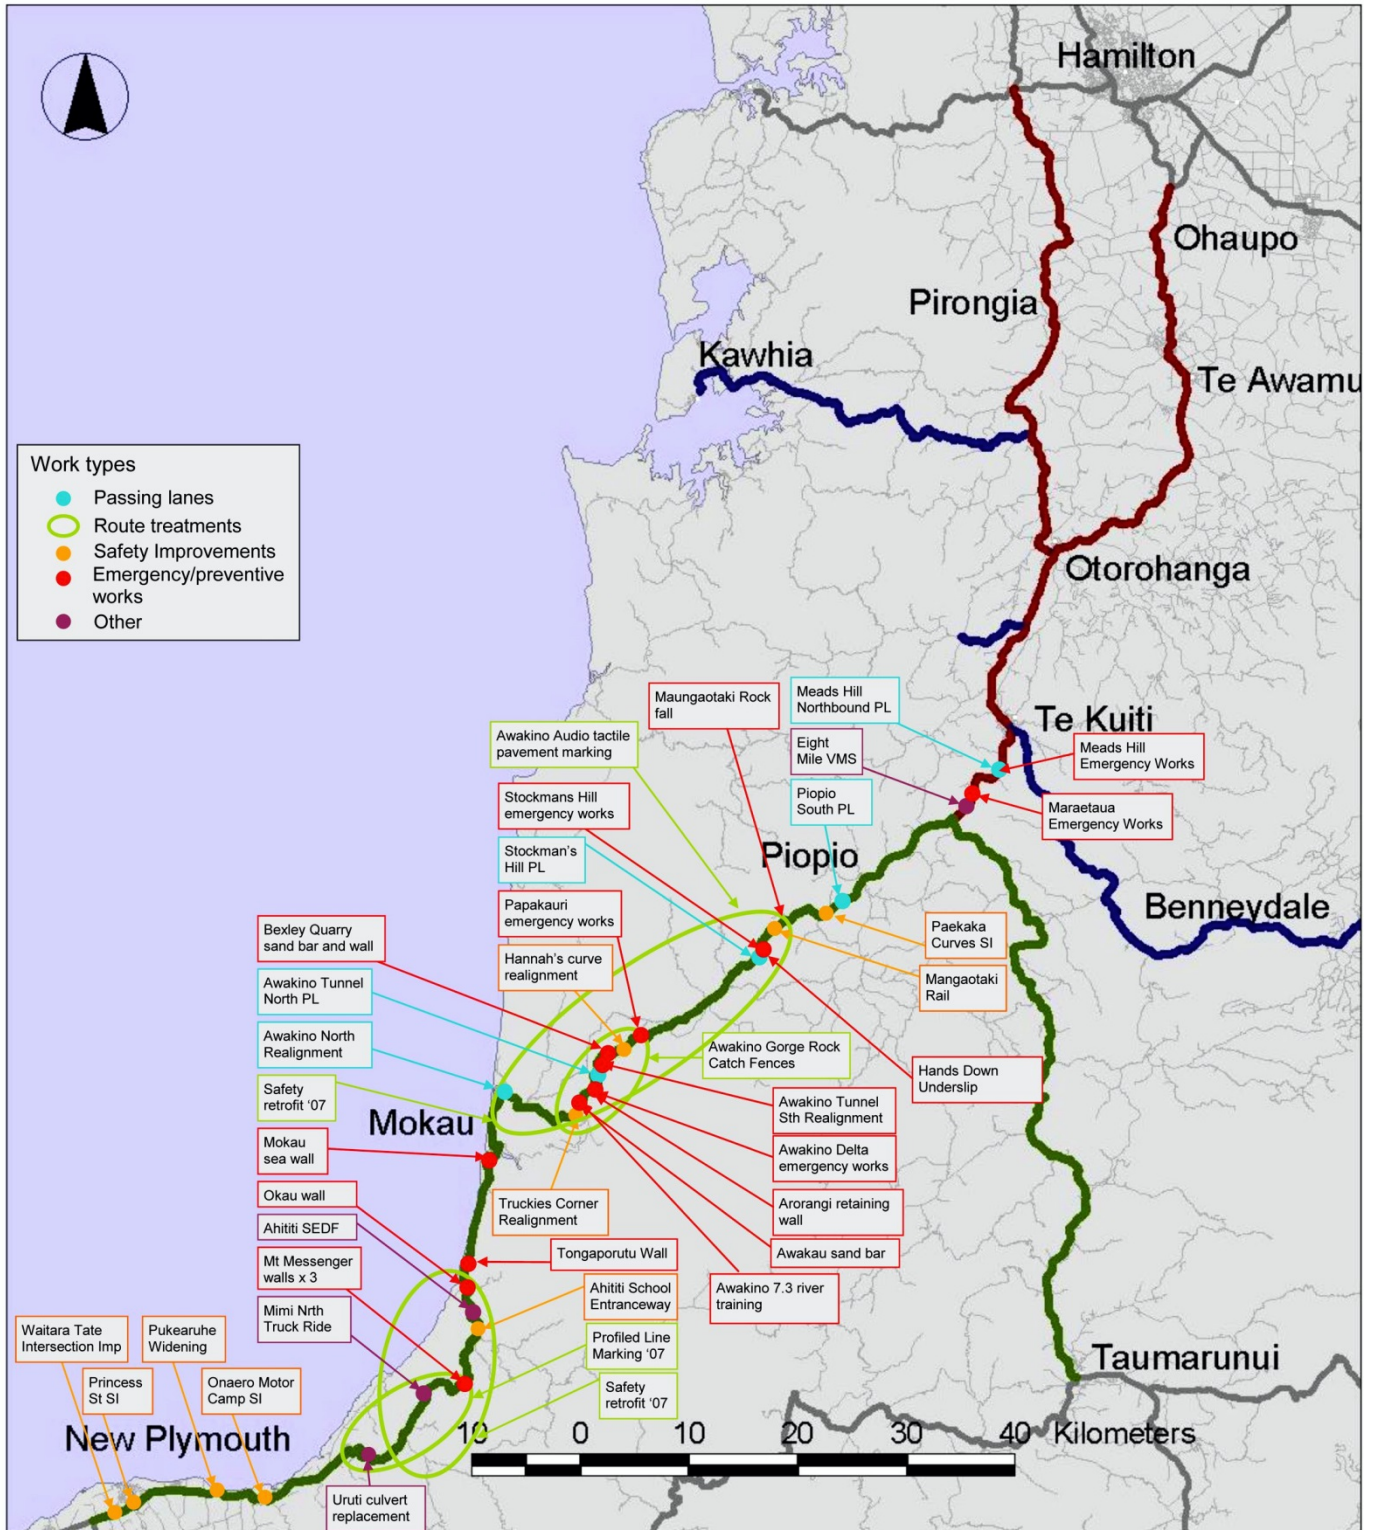 Hamilton
Ohaupo
Pirongia
Kawhia
Te Awamu
Work types
Passing lanes
Route treatments
Safety Improvements
Emergency/preventive
works
Other
Otorohanga
Maungaotaki Rock
fall
Meads Hill
Northbound PL
Te Kuiti
Awakino Audio tactile
pavement marking
Eight
Mile VMS
Meads Hill
Emergency Works
Stockmans Hill
emergency works
Piopio
South PL
Maraetaua
Emergency Works
Stockman's
Hill PL
Piopio
Papakauri
emergency works
Benneydale
Bexley Quarry
sand bar and wall
Paekaka
Curves SI
Hannah's curve
realignment
Awakino Tunnel
North PL
Mangaotaki
Rail
Awakino North
Realignment
Awakino Gorge Rock
Catch Fences
Hands Down
Underslip
Safety
retrofit '07
Awakino Tunnel
Sth Realignment
Mokau
Mokau
sea wall
Awakino Delta
emergency works
Okau wall
Truckies Corner
Realignment
Arorangi retaining
wall
Ahititi SEDF
Tongaporutu Wall
Awakau sand bar
Mt Messenger
walls x 3
Ahititi School
Entranceway
Awakino 7.3 river
training
Mimi Nrth
Truck Ride
Waitara Tate
Intersection Imp
Pukearuhe
Widening
Profiled Line
Marking '07
Taumarunui
Princess
St SI
Onaero Motor
Camp SI
Safety
retrofit '07
New Plymouth
10 0 10 20 30 40 Kilometers
Uruti culvert
replacement